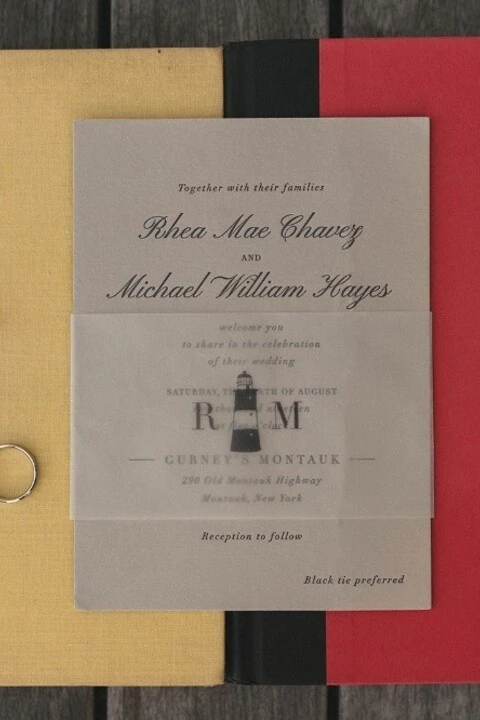 Together with their families
Rhea Mae Chavez
AND
Michael William Hayes
welcome you
to share in the celebration
of their wedding
SATURDAY, OF AUGUST
R M
GURNEY'S MONTAUK
290 Old Montauk Highway
Montauk, New York
Reception to follow
Black tie preferred